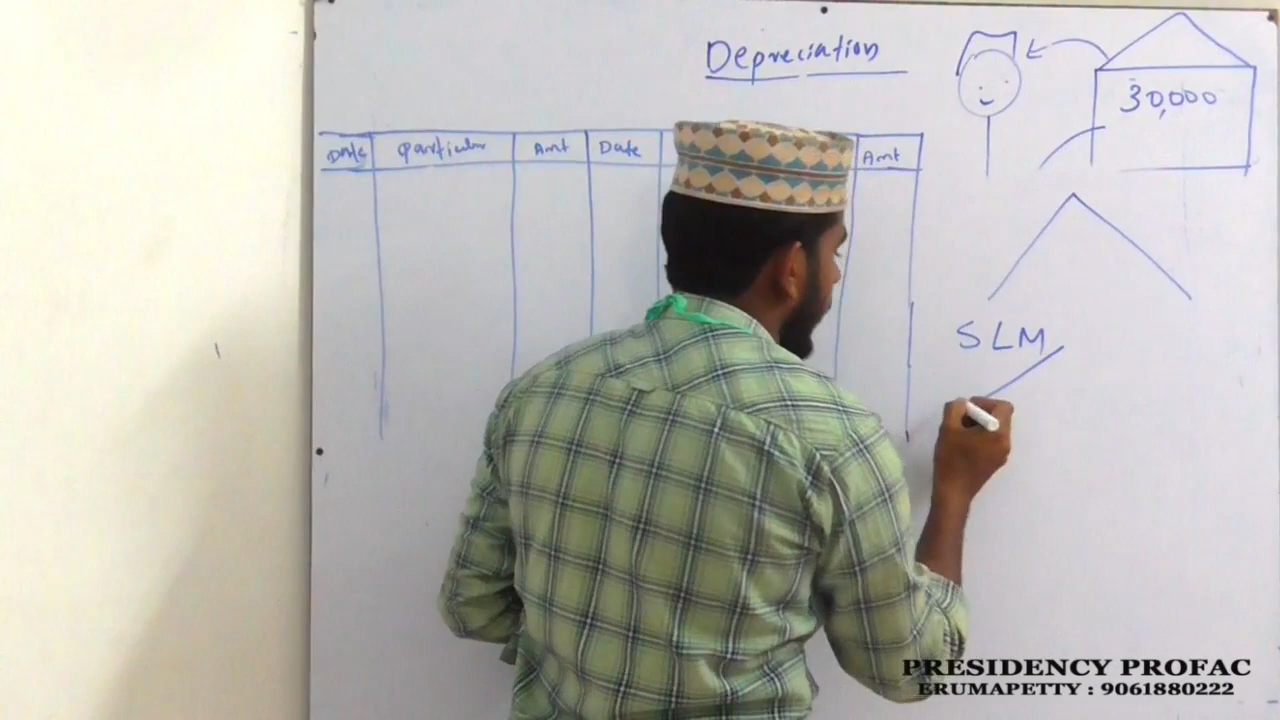 Depreciation
30,000
Date Particular Amt Date Amt
SLM
PRESIDENCY PROFAC
ERUMAPETTY : 9061880222